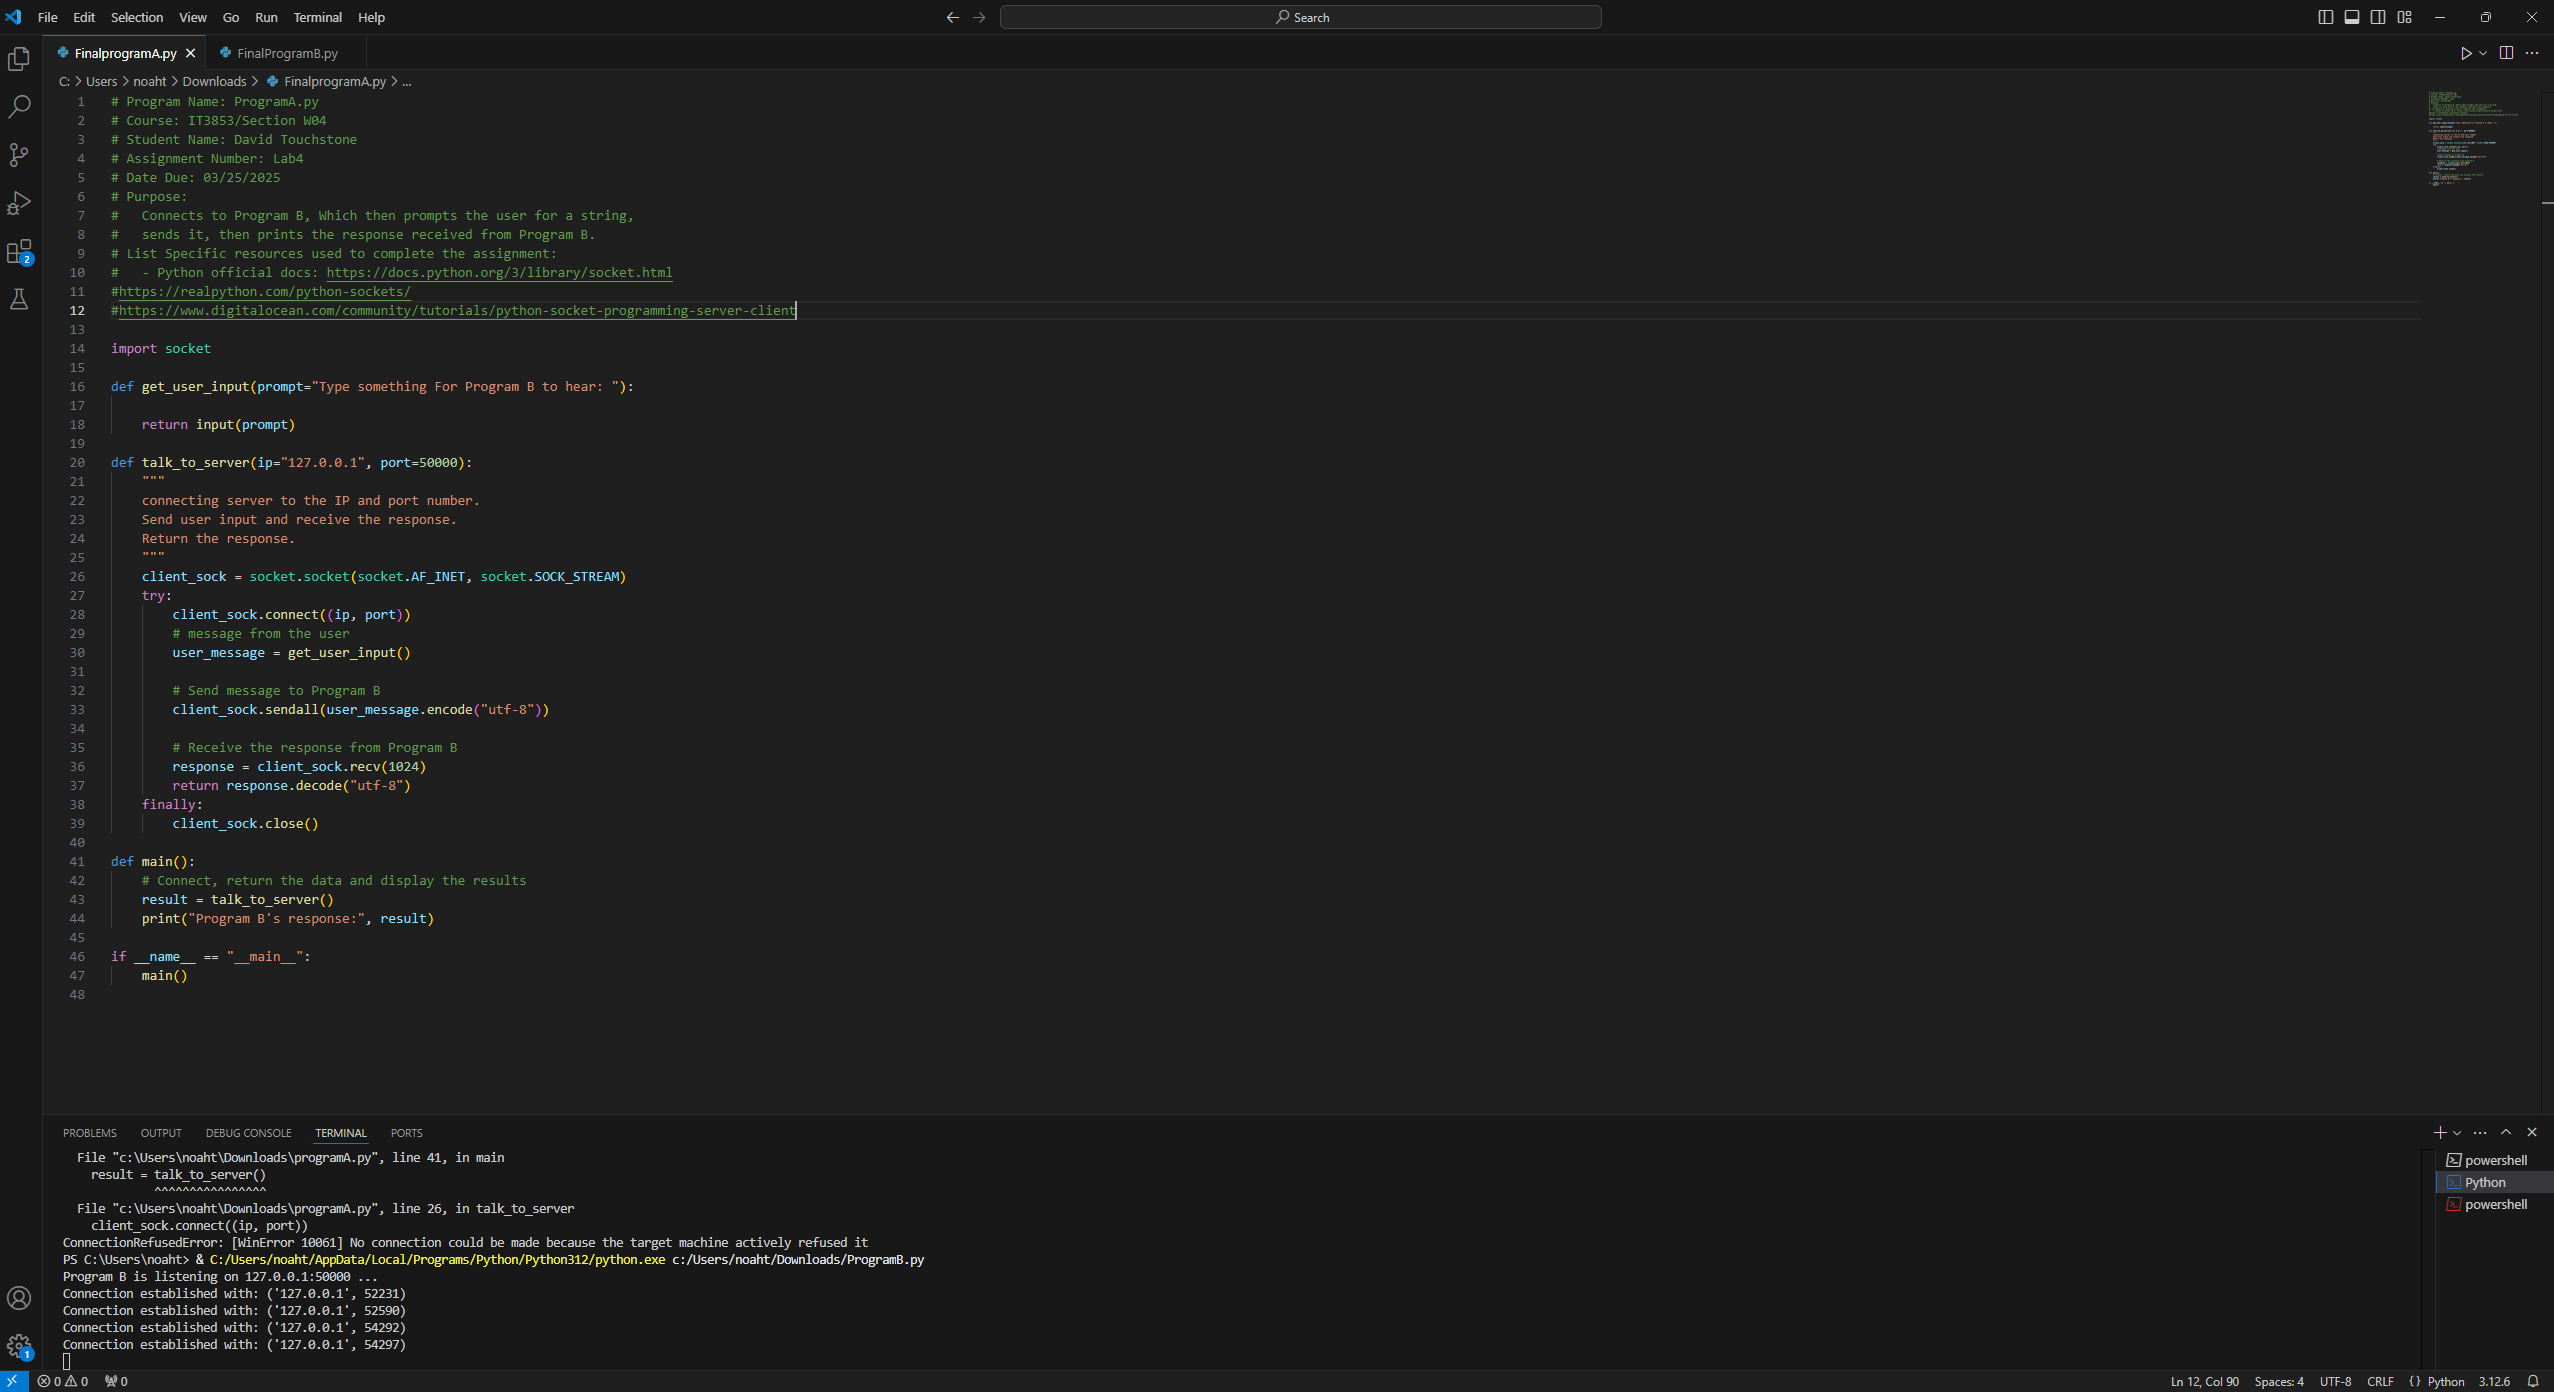 File Edit Selection View Go Run Terminal Help
Search
FinalprogramA.py
FinalProgramB.py
C: > Users > noaht > Downloads > FinalprogramA.py > ...
1 # Program Name: ProgramA.py
2 # Course: IT3853/Section W04
3 # Student Name: David Touchstone
4 # Assignment Number: Lab4
5 # Date Due: 03/25/2025
6 # Purpose:
7 #   Connects to Program B, Which then prompts the user for a string,
8 #   sends it, then prints the response received from Program B.
9 # List Specific resources used to complete the assignment:
10 #   - Python official docs: https://docs.python.org/3/library/socket.html
11 #https://realpython.com/python-sockets/
12 #https://www.digitalocean.com/community/tutorials/python-socket-programming-server-client
13
14 import socket
15
16 def get_user_input(prompt="Type something For Program B to hear: "):
17
18     return input(prompt)
19
20 def talk_to_server(ip="127.0.0.1", port=50000):
21     """
22     connecting server to the IP and port number.
23     Send user input and receive the response.
24     Return the response.
25     """
26     client_sock = socket.socket(socket.AF_INET, socket.SOCK_STREAM)
27     try:
28         client_sock.connect((ip, port))
29         # message from the user
30         user_message = get_user_input()
31
32         # Send message to Program B
33         client_sock.sendall(user_message.encode("utf-8"))
34
35         # Receive the response from Program B
36         response = client_sock.recv(1024)
37         return response.decode("utf-8")
38     finally:
39         client_sock.close()
40
41 def main():
42     # Connect, return the data and display the results
43     result = talk_to_server()
44     print("Program B's response:", result)
45
46 if __name__ == "__main__":
47     main()
48
2
PROBLEMS OUTPUT DEBUG CONSOLE TERMINAL PORTS
File "c:\Users\noaht\Downloads\programA.py", line 41, in main
result = talk_to_server()
^^^^^^^^^^^^^^^^
File "c:\Users\noaht\Downloads\programA.py", line 26, in talk_to_server
client_sock.connect((ip, port))
ConnectionRefusedError: [WinError 10061] No connection could be made because the target machine actively refused it
PS C:\Users\noaht> & C:/Users/noaht/AppData/Local/Programs/Python/Python312/python.exe c:/Users/noaht/Downloads/ProgramB.py
Program B is listening on 127.0.0.1:50000 ...
Connection established with: ('127.0.0.1', 52231)
Connection established with: ('127.0.0.1', 52590)
Connection established with: ('127.0.0.1', 54292)
Connection established with: ('127.0.0.1', 54297)
powershell
Python
powershell
1
0 0 0
Ln 12, Col 90 Spaces: 4 UTF-8 CRLF {} Python 3.12.6